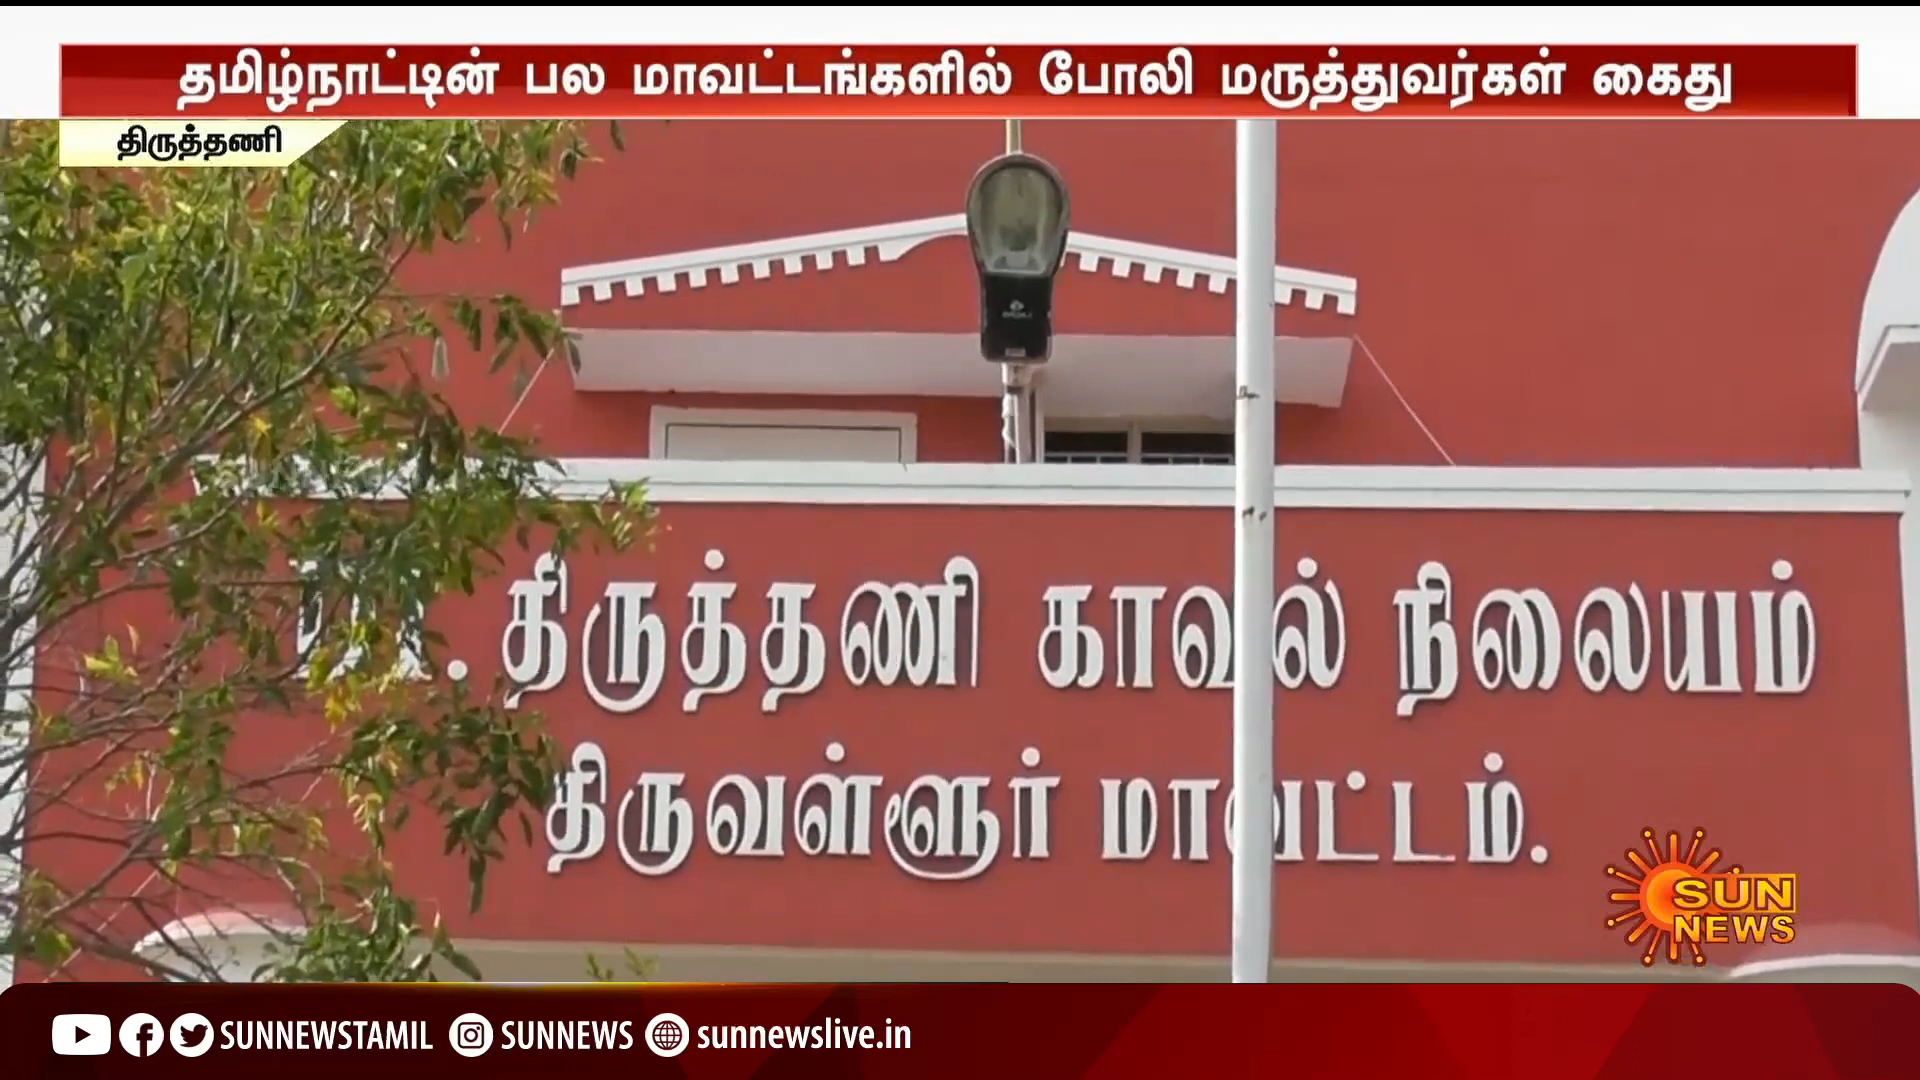 தமிழ்நாட்டின் பல மாவட்டங்களில் போலி மருத்துவர்கள் கைது
திருத்தணி
திருத்தணி காவல் நிலையம்
திருவள்ளூர் மாவட்டம்.
SUN
NEWS
SUNNEWSTAMIL SUNNEWS sunnewslive.in